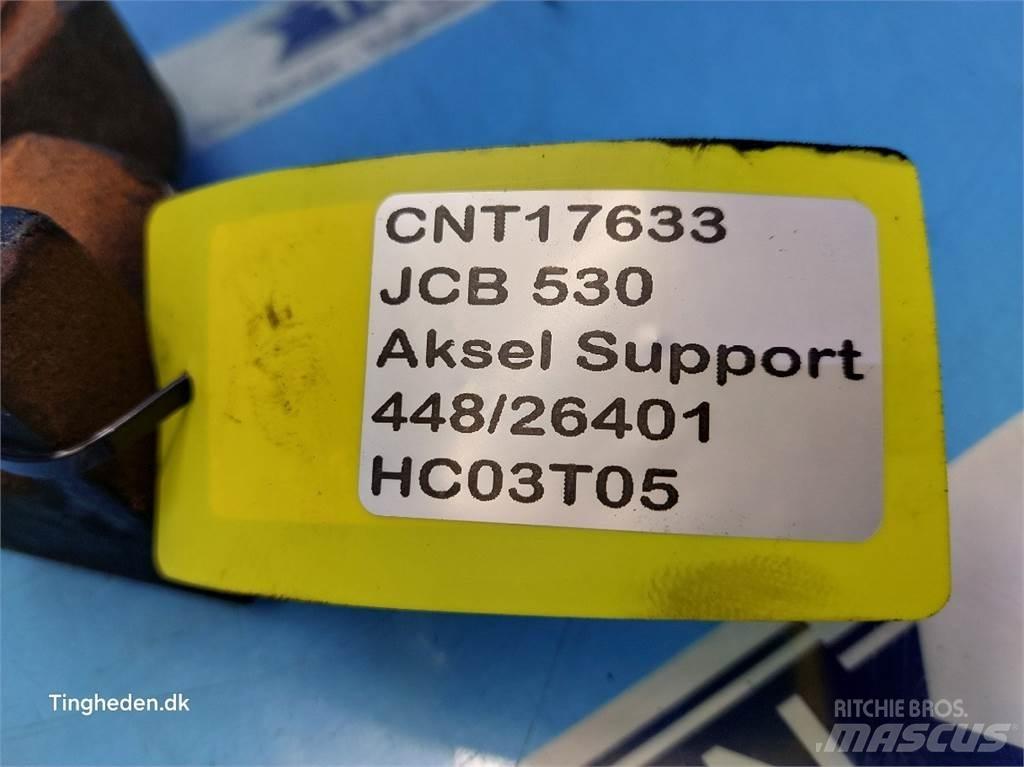 CNT17633
JCB 530
Aksel Support
448/26401
HC03T05
Tingheden.dk
RITCHIE BROS.
MASCUS